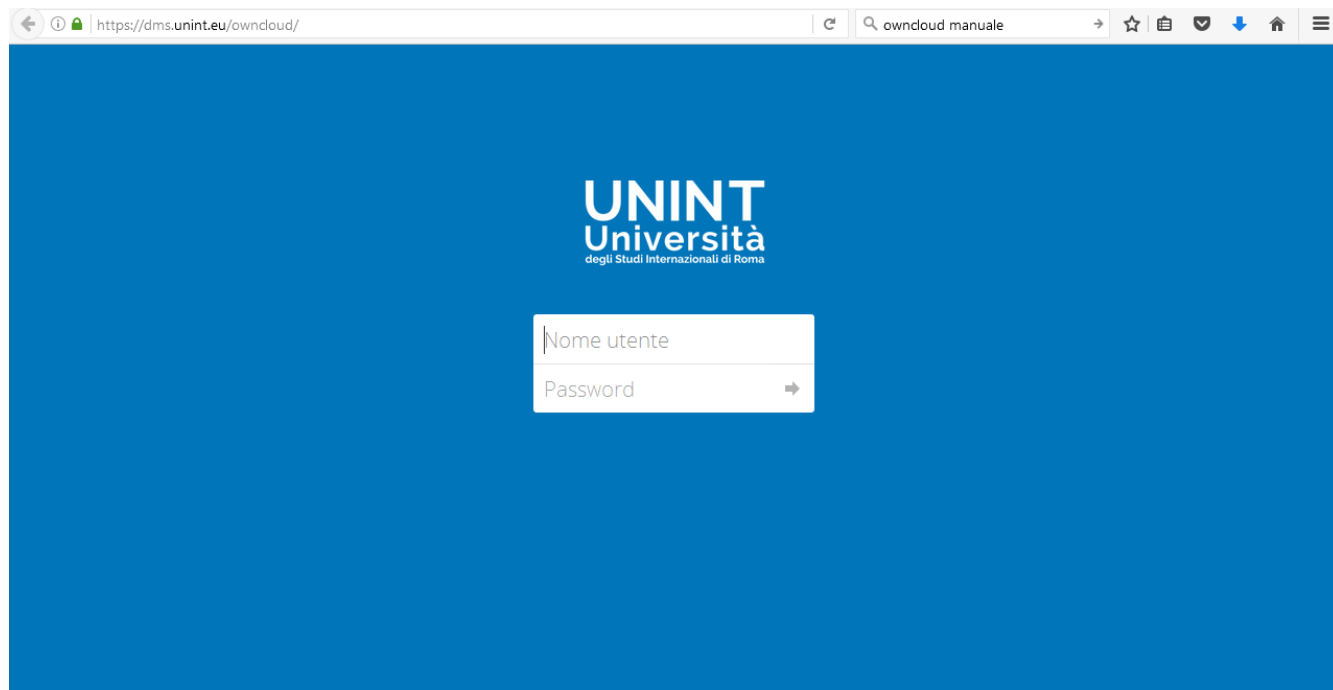 https://dms.unint.eu/owncloud/
owncloud manuale
UNINT
Università
degli Studi Internazionali di Roma
Nome utente
Password